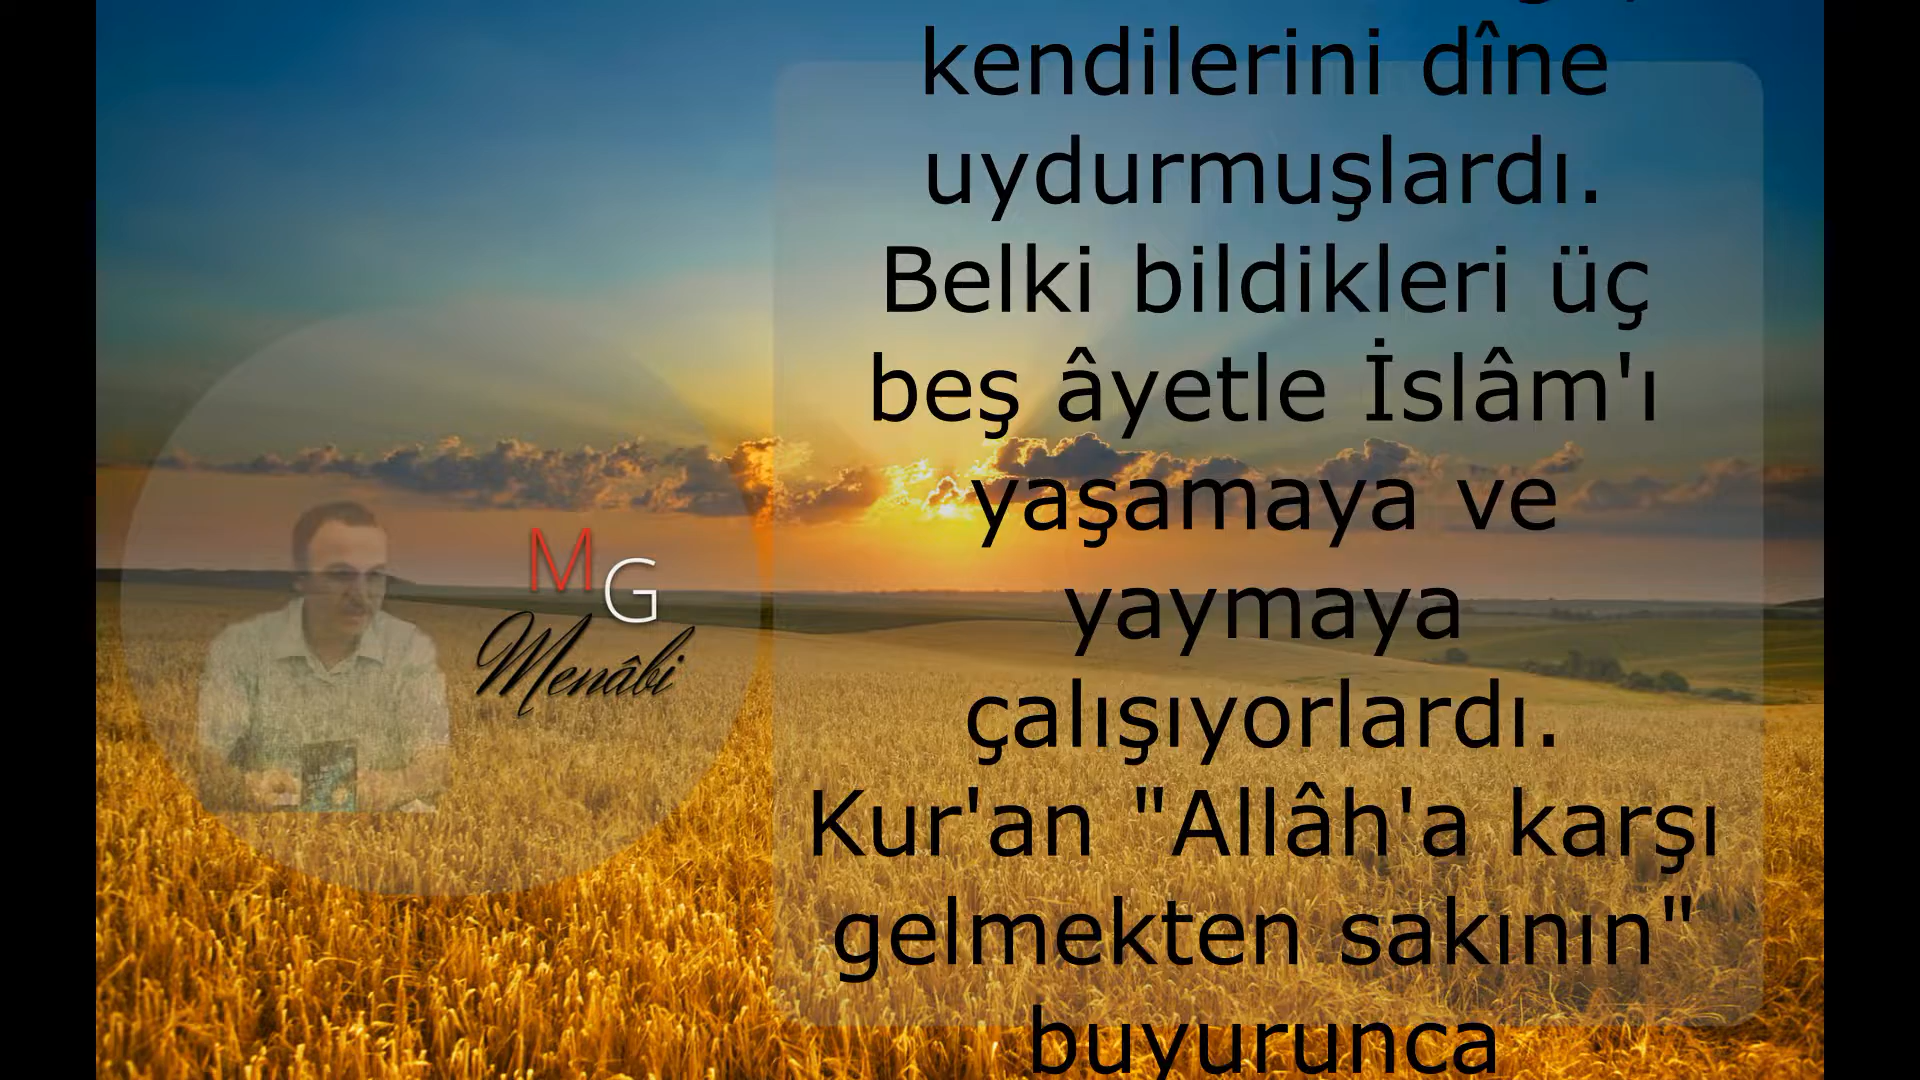 kendilerini dîne
uydurmuşlardı.
Belki bildikleri üç
beş âyetle İslâm'ı
yaşamaya ve
yaymaya
çalışıyorlardı.
Kur'an "Allâh'a karşı
gelmekten sakının"
buyurunca
MG
Menâbi